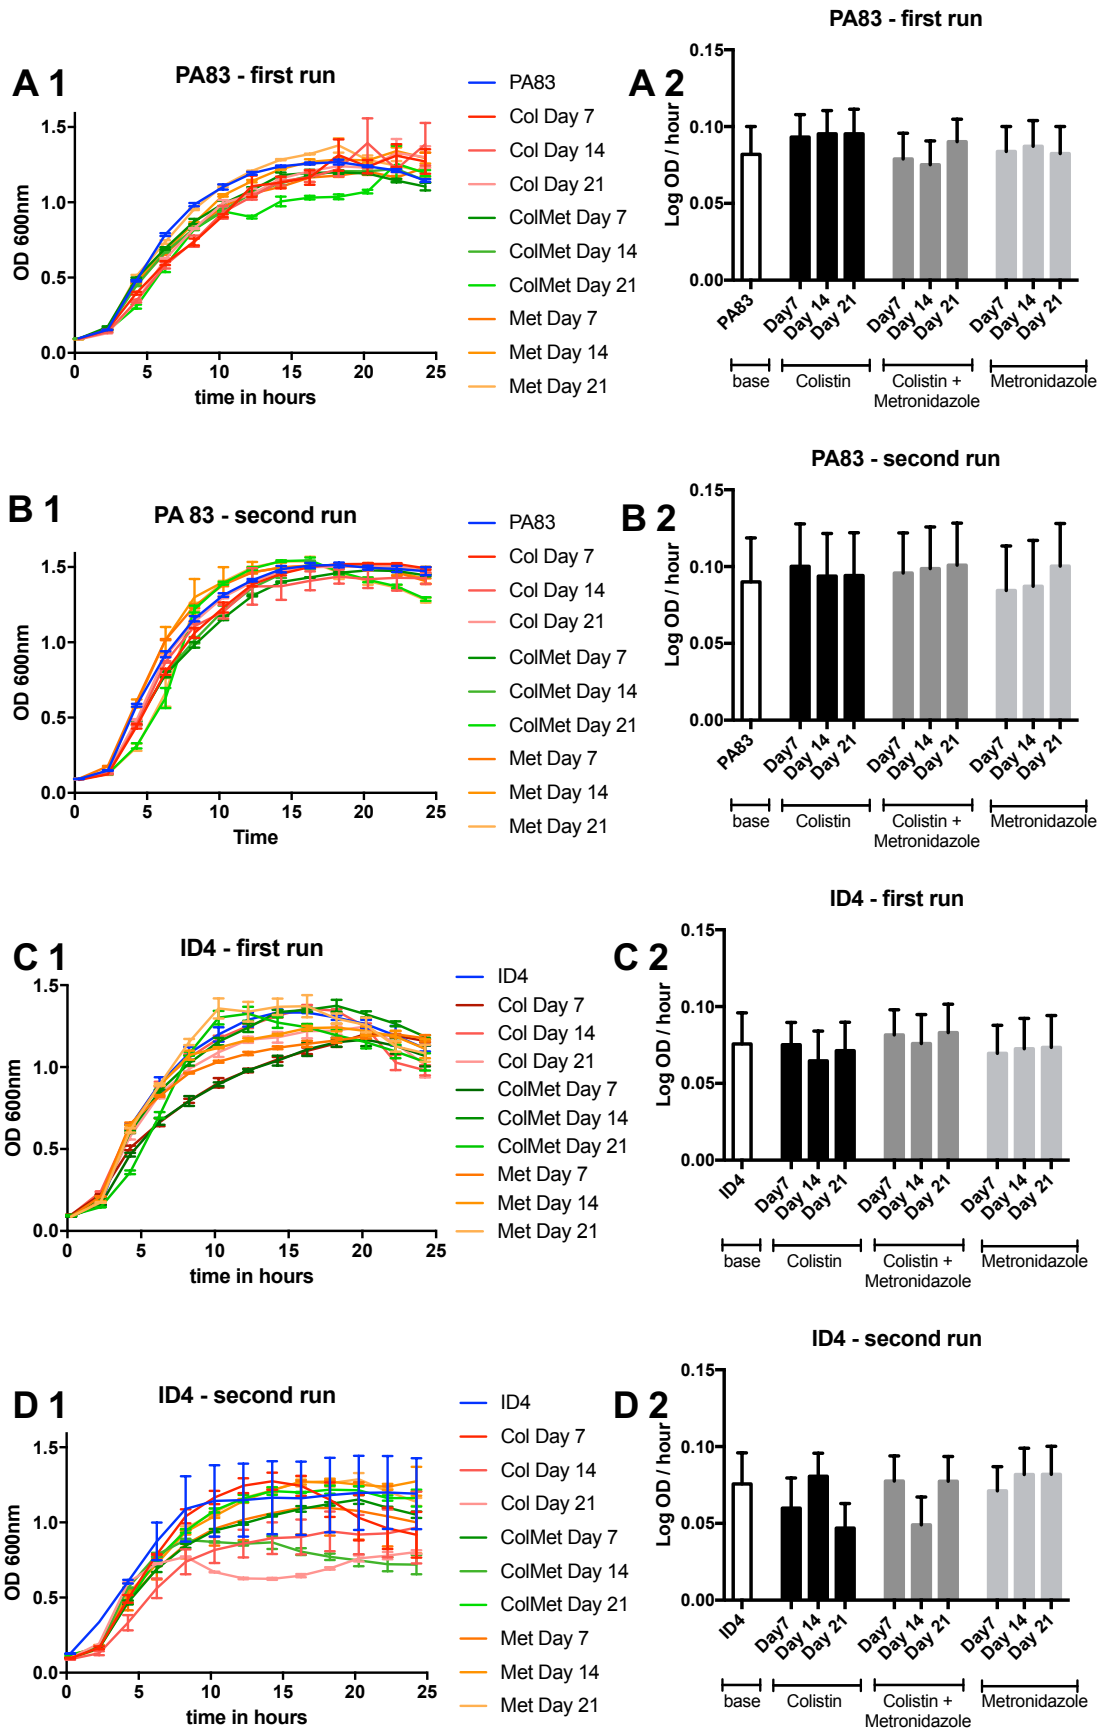 A 1
PA83 - first run
OD 600nm
1.5
1.0
0.5
0.0
0 5 10 15 20 25
time in hours
PA83
Col Day 7
Col Day 14
Col Day 21
ColMet Day 7
ColMet Day 14
ColMet Day 21
Met Day 7
Met Day 14
Met Day 21
A 2
PA83 - first run
Log OD / hour
0.15
0.10
0.05
0.00
PA83 Day7 Day 14 Day 21 Day7 Day 14 Day 21 Day7 Day 14 Day 21
base Colistin Colistin + Metronidazole
Metronidazole
B 1
PA 83 - second run
OD 600nm
1.5
1.0
0.5
0.0
0 5 10 15 20 25
Time
PA83
Col Day 7
Col Day 14
Col Day 21
ColMet Day 7
ColMet Day 14
ColMet Day 21
Met Day 7
Met Day 14
Met Day 21
B 2
PA83 - second run
Log OD / hour
0.15
0.10
0.05
0.00
PA83 Day7 Day 14 Day 21 Day7 Day 14 Day 21 Day7 Day 14 Day 21
base Colistin Colistin + Metronidazole
Metronidazole
C 1
ID4 - first run
OD 600nm
1.5
1.0
0.5
0.0
0 5 10 15 20 25
time in hours
ID4
Col Day 7
Col Day 14
Col Day 21
ColMet Day 7
ColMet Day 14
ColMet Day 21
Met Day 7
Met Day 14
Met Day 21
C 2
ID4 - first run
Log OD / hour
0.15
0.10
0.05
0.00
ID4 Day7 Day 14 Day 21 Day7 Day 14 Day 21 Day7 Day 14 Day 21
base Colistin Colistin + Metronidazole
Metronidazole
D 1
ID4 - second run
OD 600nm
1.5
1.0
0.5
0.0
0 5 10 15 20 25
time in hours
ID4
Col Day 7
Col Day 14
Col Day 21
ColMet Day 7
ColMet Day 14
ColMet Day 21
Met Day 7
Met Day 14
Met Day 21
D 2
ID4 - second run
Log OD / hour
0.15
0.10
0.05
0.00
ID4 Day7 Day 14 Day 21 Day7 Day 14 Day 21 Day7 Day 14 Day 21
base Colistin Colistin + Metronidazole
Metronidazole